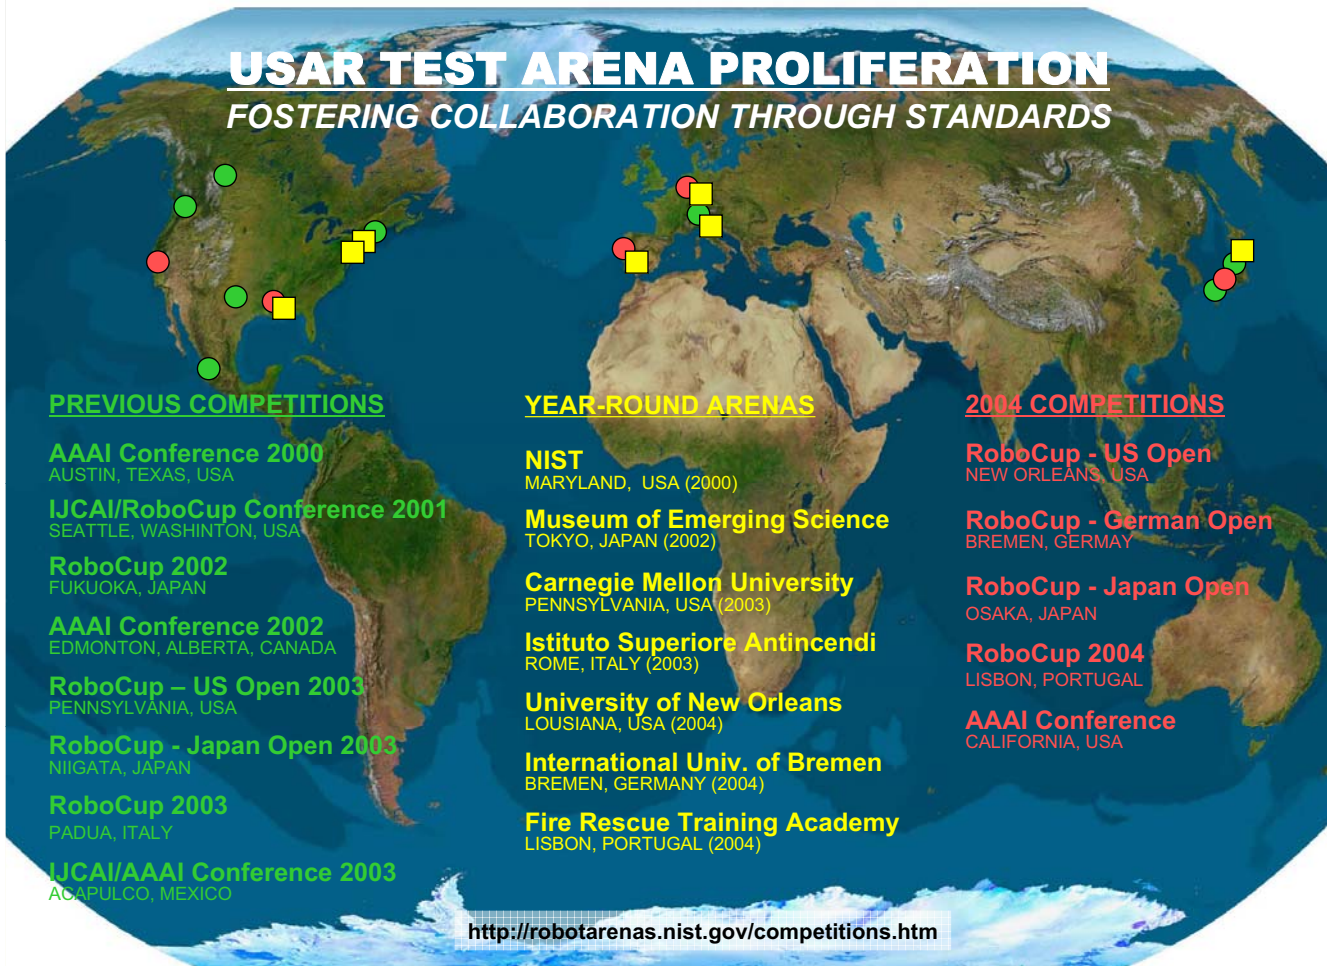 USAR TEST ARENA PROLIFERATION
FOSTERING COLLABORATION THROUGH STANDARDS
PREVIOUS COMPETITIONS
AAAI Conference 2000
AUSTIN, TEXAS, USA
IJCAI/RoboCup Conference 2001
SEATTLE, WASHINTON, USA
RoboCup 2002
FUKUOKA, JAPAN
AAAI Conference 2002
EDMONTON, ALBERTA, CANADA
RoboCup – US Open 2003
PENNSYLVANIA, USA
RoboCup - Japan Open 2003
NIIGATA, JAPAN
RoboCup 2003
PADUA, ITALY
IJCAI/AAAI Conference 2003
ACAPULCO, MEXICO
YEAR-ROUND ARENAS
NIST
MARYLAND, USA (2000)
Museum of Emerging Science
TOKYO, JAPAN (2002)
Carnegie Mellon University
PENNSYLVANIA, USA (2003)
Istituto Superiore Antincendi
ROME, ITALY (2003)
University of New Orleans
LOUSIANA, USA (2004)
International Univ. of Bremen
BREMEN, GERMANY (2004)
Fire Rescue Training Academy
LISBON, PORTUGAL (2004)
2004 COMPETITIONS
RoboCup - US Open
NEW ORLEANS, USA
RoboCup - German Open
BREMEN, GERMAY
RoboCup - Japan Open
OSAKA, JAPAN
RoboCup 2004
LISBON, PORTUGAL
AAAI Conference
CALIFORNIA, USA
http://robotarenas.nist.gov/competitions.htm